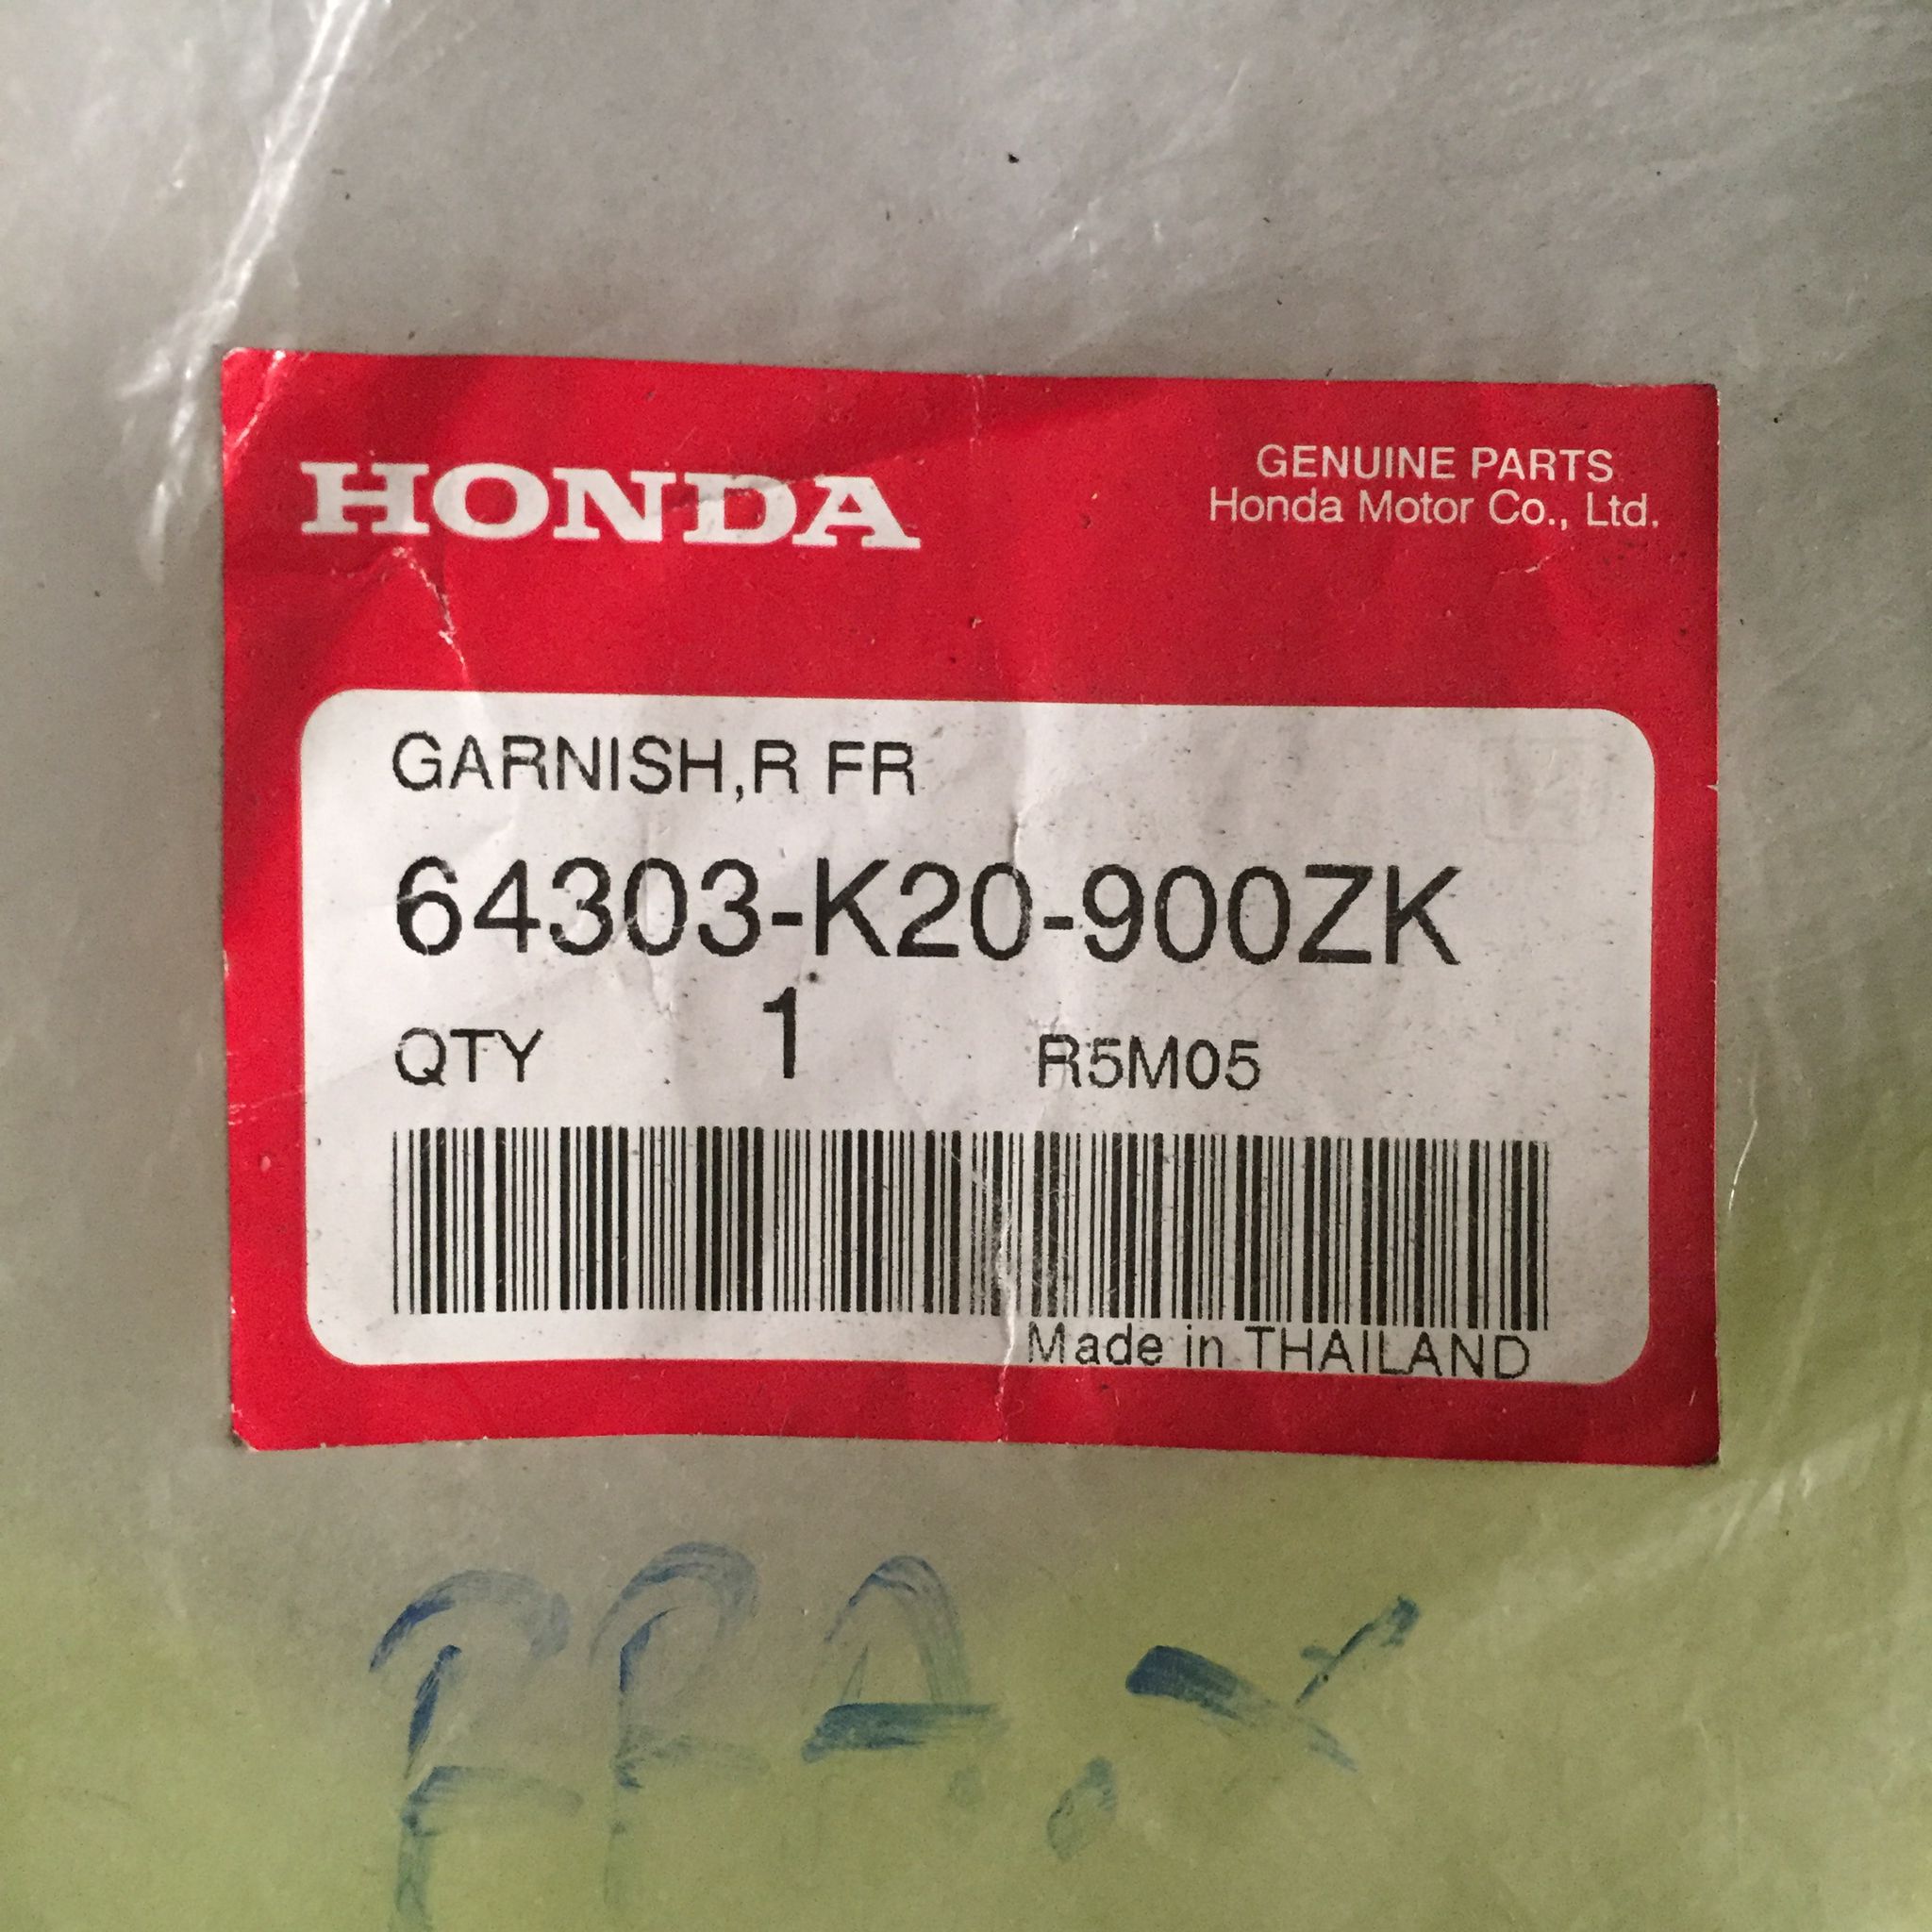 HONDA
GENUINE PARTS
Honda Motor Co., Ltd.
GARNISH,R FR
64303-K20-900ZK
QTY 1 R5M05
Made in THAILAND